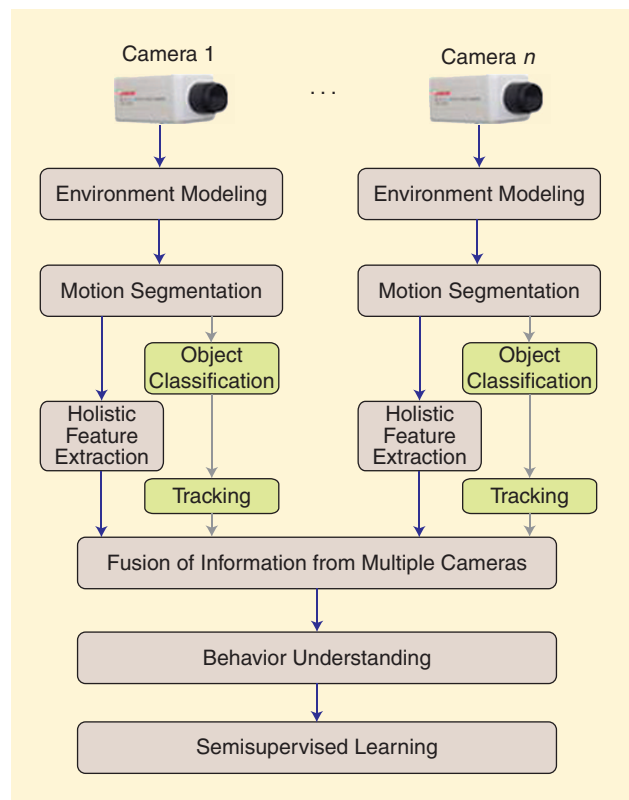 Camera 1
Camera n
. . .
Environment Modeling
Environment Modeling
Motion Segmentation
Motion Segmentation
Object
Classification
Object
Classification
Holistic
Feature
Extraction
Holistic
Feature
Extraction
Tracking
Tracking
Fusion of Information from Multiple Cameras
Behavior Understanding
Semisupervised Learning